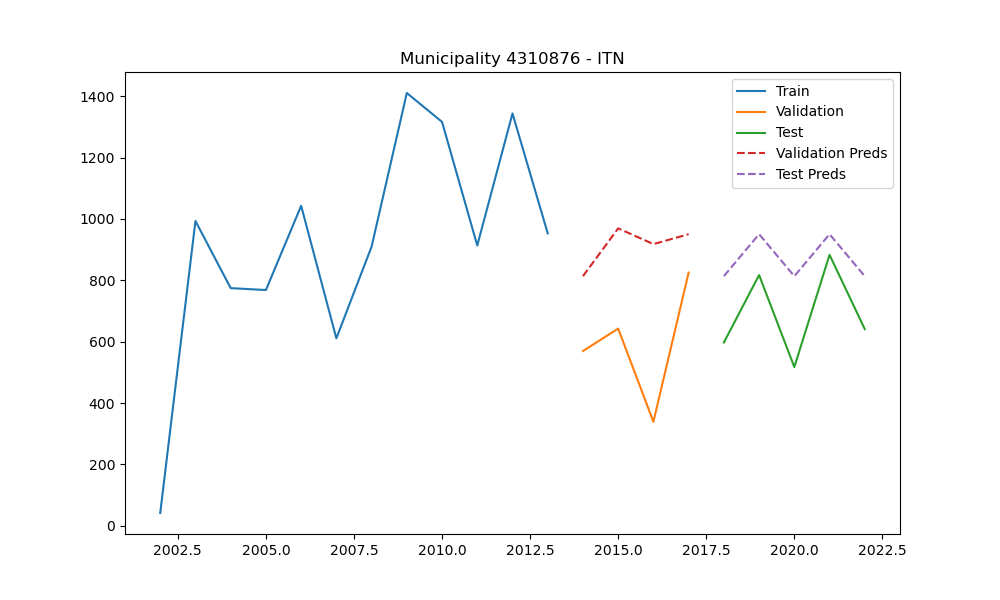 Municipality 4310876 - ITN
1400
1200
1000
800
600
400
200
0
2002.5 2005.0 2007.5 2010.0 2012.5 2015.0 2017.5 2020.0 2022.5
Train
Validation
Test
Validation Preds
Test Preds